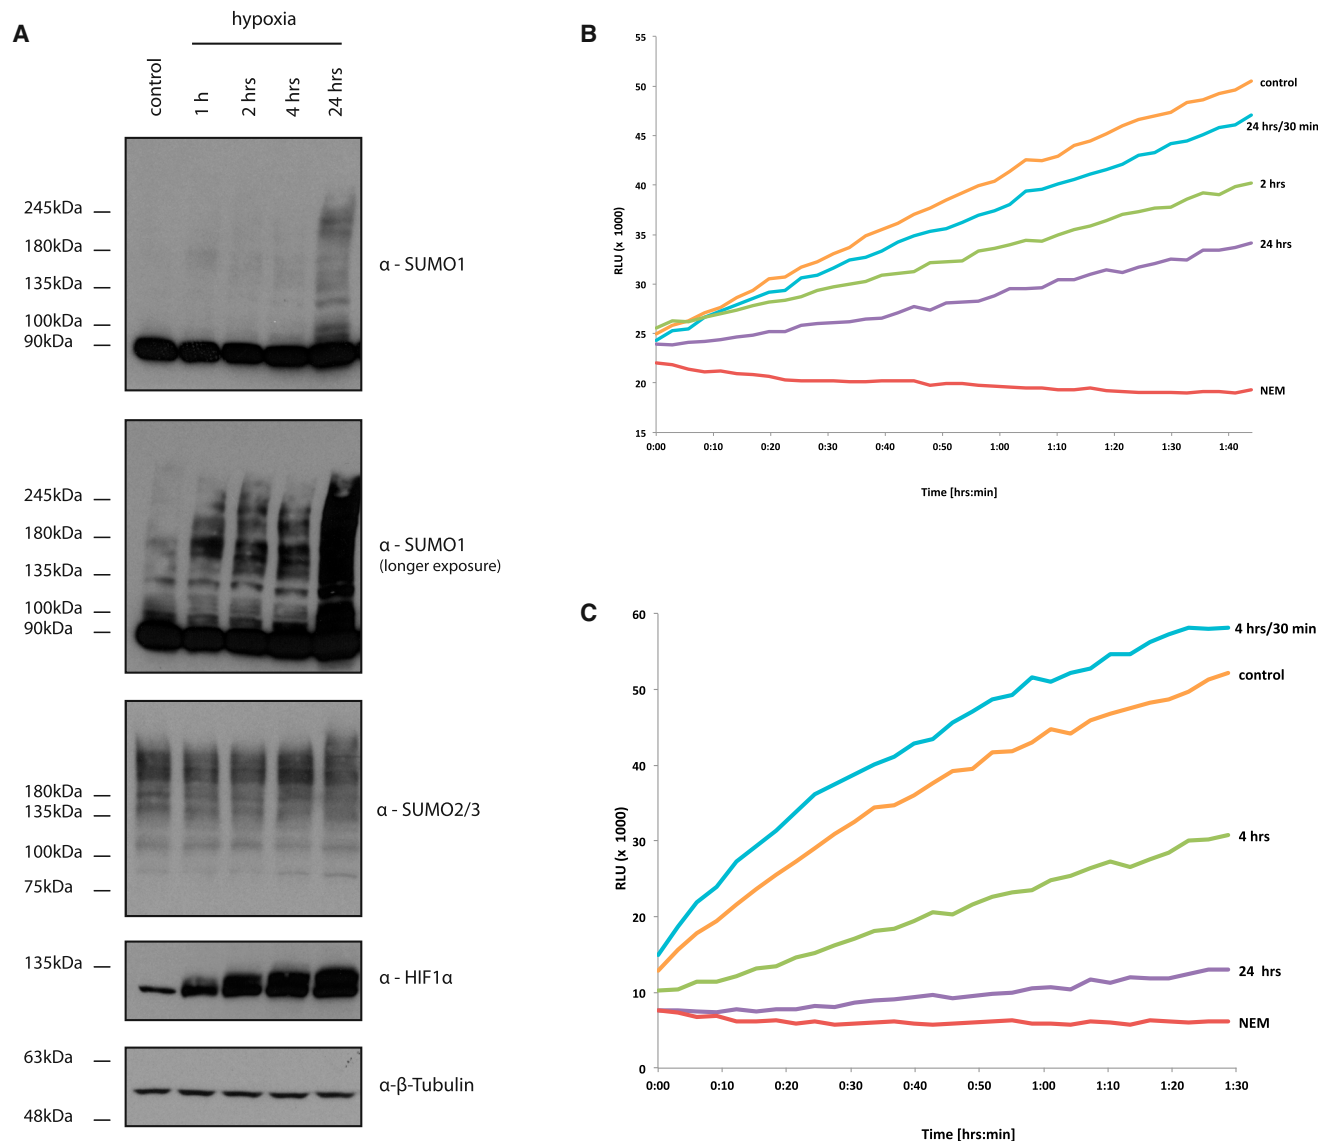 A
hypoxia
control
1 h
2 hrs
4 hrs
24 hrs
245kDa
180kDa
135kDa
100kDa
90kDa
α - SUMO1
245kDa
180kDa
135kDa
100kDa
90kDa
α - SUMO1
(longer exposure)
180kDa
135kDa
100kDa
75kDa
α - SUMO2/3
135kDa
α - HIF1α
63kDa
48kDa
α-β-Tubulin
B
55
50
45
40
35
30
25
20
15
RLU (x 1000)
control
24 hrs/30 min
2 hrs
24 hrs
NEM
0:00 0:10 0:20 0:30 0:40 0:50 1:00 1:10 1:20 1:30 1:40
Time [hrs:min]
C
60
50
40
30
20
10
0
RLU (x 1000)
4 hrs/30 min
control
4 hrs
24 hrs
NEM
0:00 0:10 0:20 0:30 0:40 0:50 1:00 1:10 1:20 1:30
Time [hrs:min]